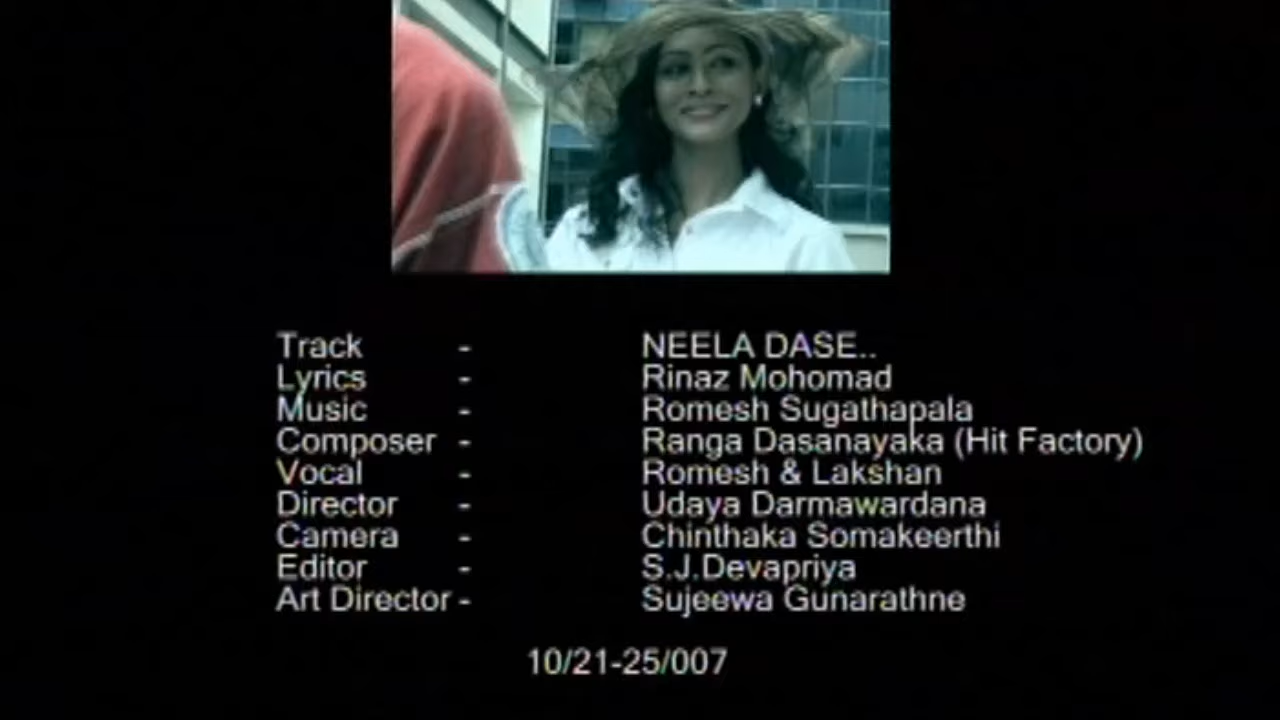 Track - NEELA DASE..
Lyrics - Rinaz Mohomad
Music - Romesh Sugathapala
Composer - Ranga Dasanayaka (Hit Factory)
Vocal - Romesh & Lakshan
Director - Udaya Darmawardana
Camera - Chinthaka Somakeerthi
Editor - S.J.Devapriya
Art Director - Sujeewa Gunarathne
10/21-25/007